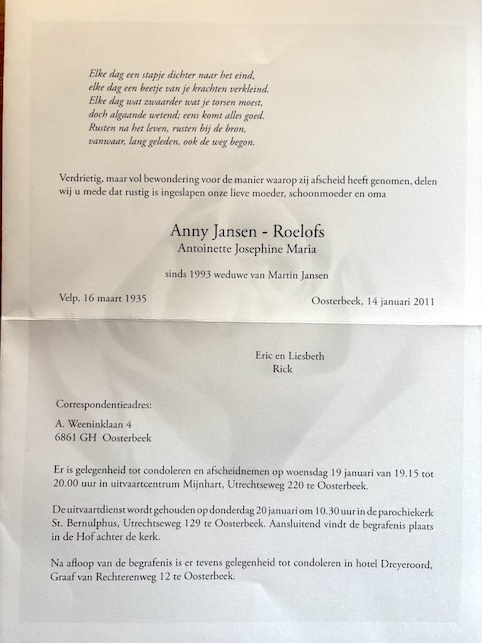 Elke dag een stapje dichter naar het eind,
elke dag een beetje van je krachten verkleind.
Elke dag wat zwaarder wat je torsen moest,
doch algaande wetend; eens komt alles goed.
Rusten na het leven, rusten bij de bron,
vanwaar, lang geleden, ook de weg begon.
Verdrietig, maar vol bewondering voor de manier waarop zij afscheid heeft genomen, delen
wij u mede dat rustig is ingeslapen onze lieve moeder, schoonmoeder en oma
Anny Jansen - Roelofs
Antoinette Josephine Maria
sinds 1993 weduwe van Martin Jansen
Velp, 16 maart 1935 Oosterbeek, 14 januari 2011
Eric en Liesbeth
Rick
Correspondentieadres:
A. Weeninklaan 4
6861 GH Oosterbeek
Er is gelegenheid tot condoleren en afscheidnemen op woensdag 19 januari van 19.15 tot
20.00 uur in uitvaartcentrum Mijnhart, Utrechtseweg 220 te Oosterbeek.
De uitvaartdienst wordt gehouden op donderdag 20 januari om 10.30 uur in de parochiekerk
St. Bernulphus, Utrechtseweg 129 te Oosterbeek. Aansluitend vindt de begrafenis plaats
in de Hof achter de kerk.
Na afloop van de begrafenis is er tevens gelegenheid tot condoleren in hotel Dreyeroord,
Graaf van Rechterenweg 12 te Oosterbeek.